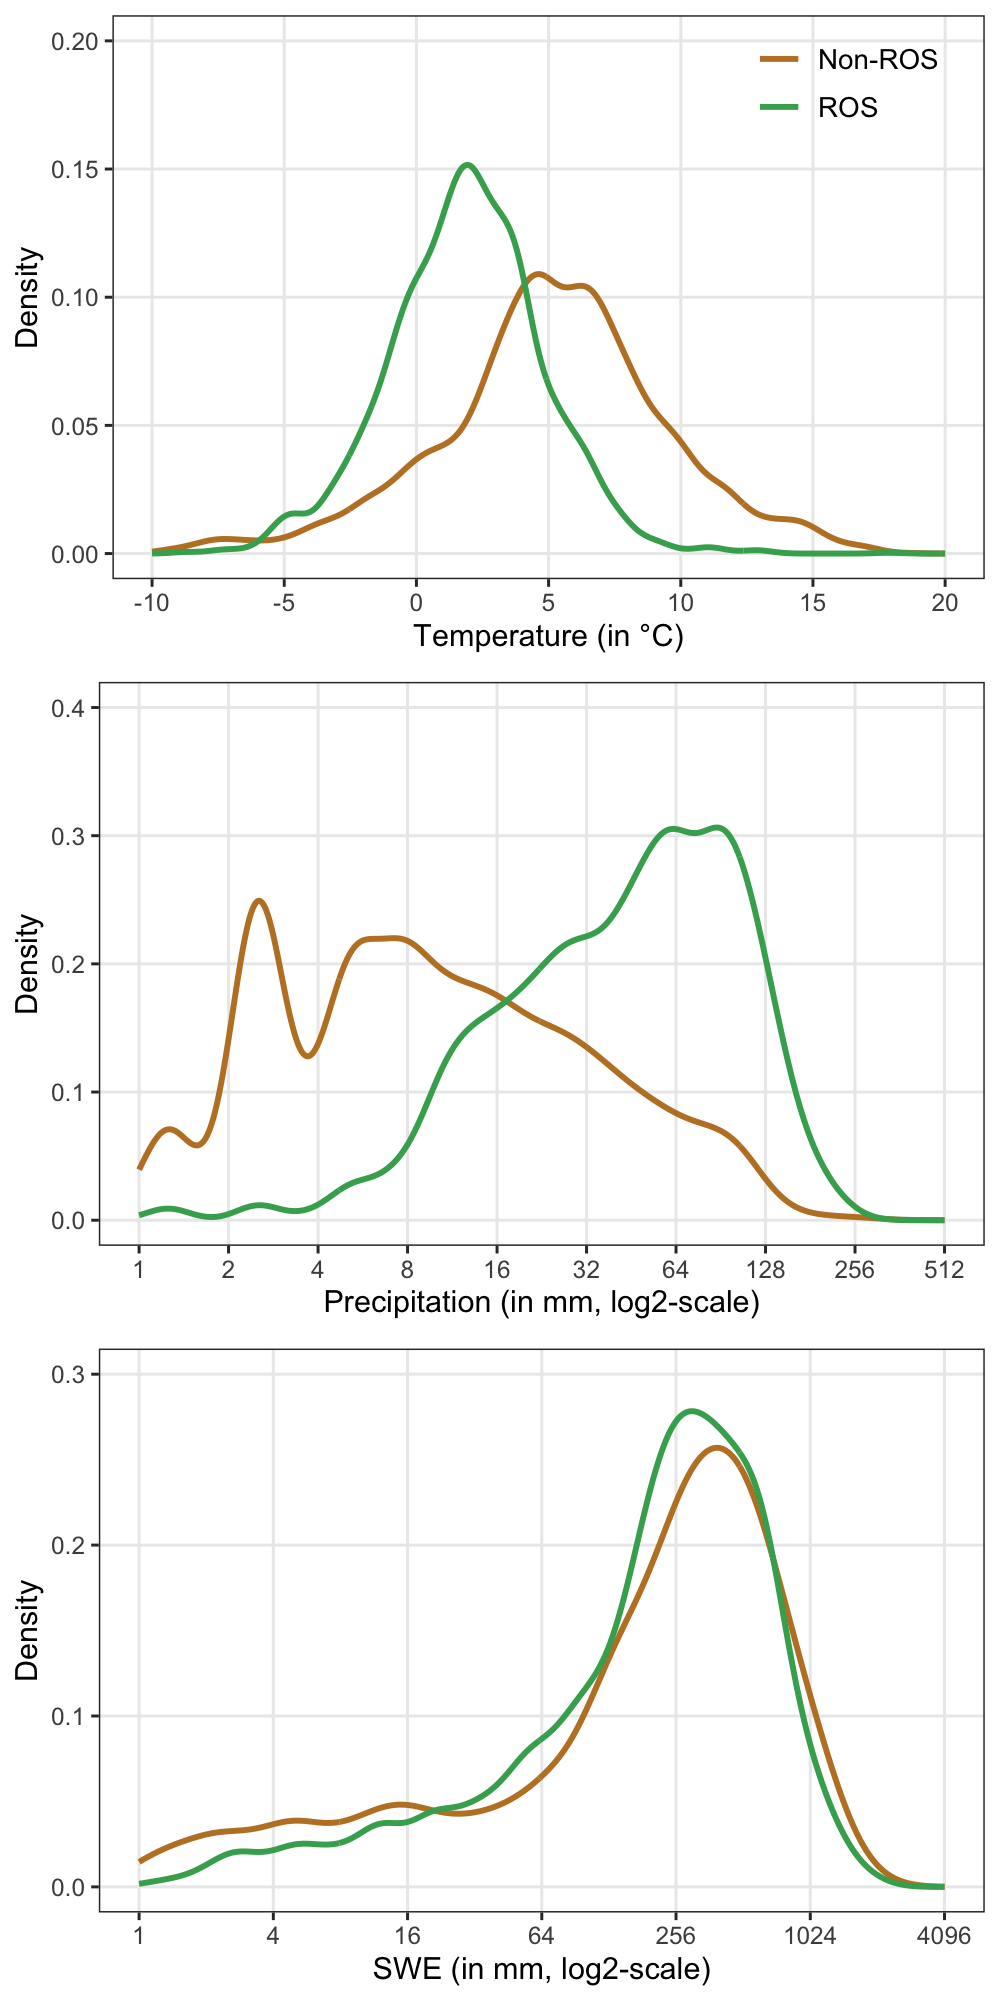 0.20
0.15
0.10
0.05
0.00
Density
Non-ROS
ROS
-10 -5 0 5 10 15 20
Temperature (in °C)
0.4
0.3
0.2
0.1
0.0
Density
1 2 4 8 16 32 64 128 256 512
Precipitation (in mm, log2-scale)
0.3
0.2
0.1
0.0
Density
1 4 16 64 256 1024 4096
SWE (in mm, log2-scale)